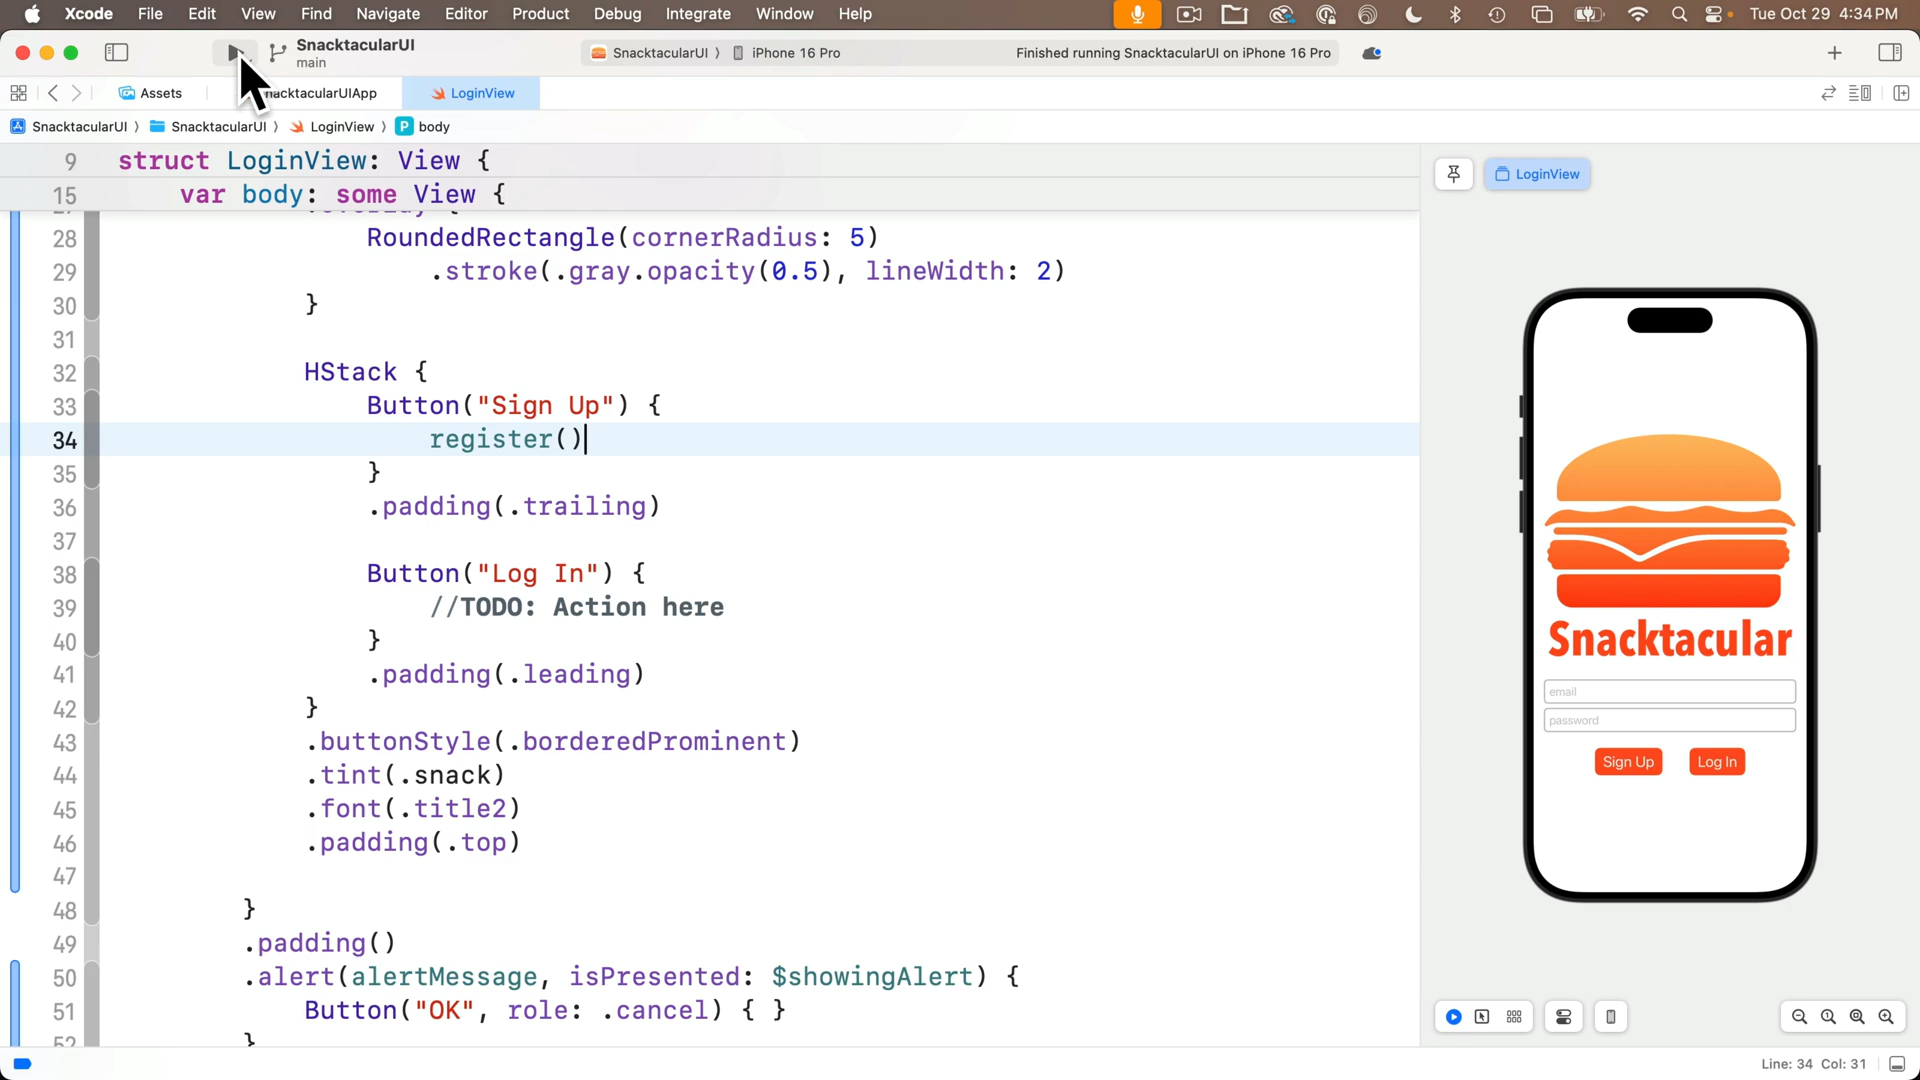 Xcode File Edit View Find Navigate Editor Product Debug Integrate Window Help Tue Oct 29 4:34 PM
SnacktacularUI
main
SnacktacularUI iPhone 16 Pro Finished running SnacktacularUI on iPhone 16 Pro
Assets nacktacularUIApp LoginView
SnacktacularUI SnacktacularUI LoginView P body
9 struct LoginView: View {
15 var body: some View {
28 RoundedRectangle(cornerRadius: 5)
29 .stroke(.gray.opacity(0.5), lineWidth: 2)
30 }
31
32 HStack {
33 Button("Sign Up") {
34 register()
35 }
36 .padding(.trailing)
37
38 Button("Log In") {
39 //TODO: Action here
40 }
41 .padding(.leading)
42 }
43 .buttonStyle(.borderedProminent)
44 .tint(.snack)
45 .font(.title2)
46 .padding(.top)
47
48 }
49 .padding()
50 .alert(alertMessage, isPresented: $showingAlert) {
51 Button("OK", role: .cancel) { }
52 }
LoginView
Snacktacular
email
password
Sign Up Log In
Line: 34 Col: 31